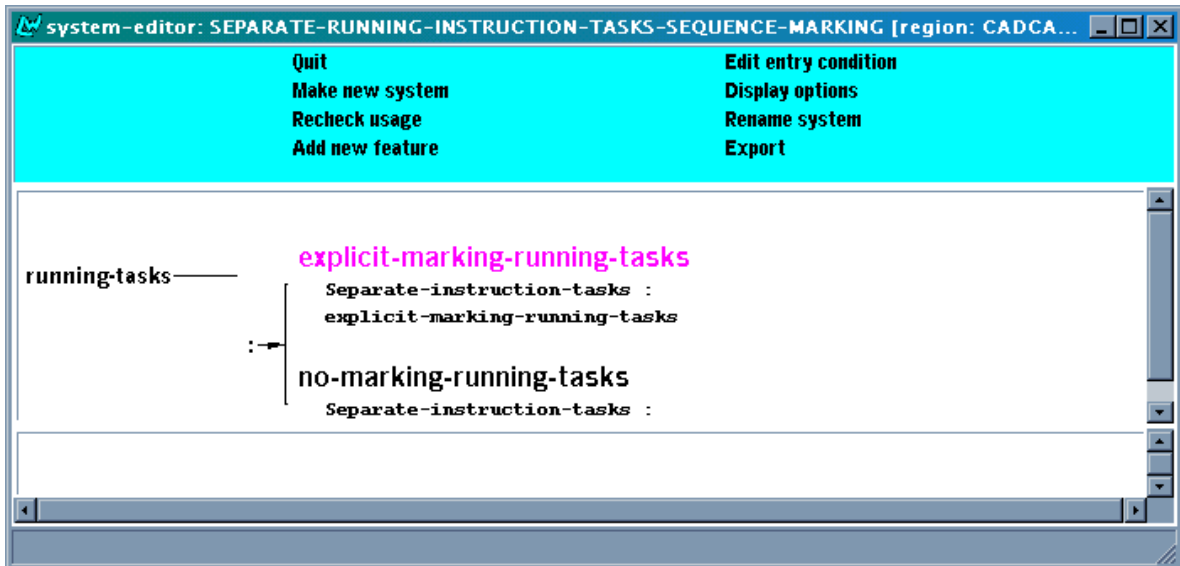 system-editor: SEPARATE-RUNNING-INSTRUCTION-TASKS-SEQUENCE-MARKING [region: CADCA...
Quit Edit entry condition
Make new system Display options
Recheck usage Rename system
Add new feature Export
explicit-marking-running-tasks
running-tasks
Separate-instruction-tasks :
explicit-marking-running-tasks
:
no-marking-running-tasks
Separate-instruction-tasks :